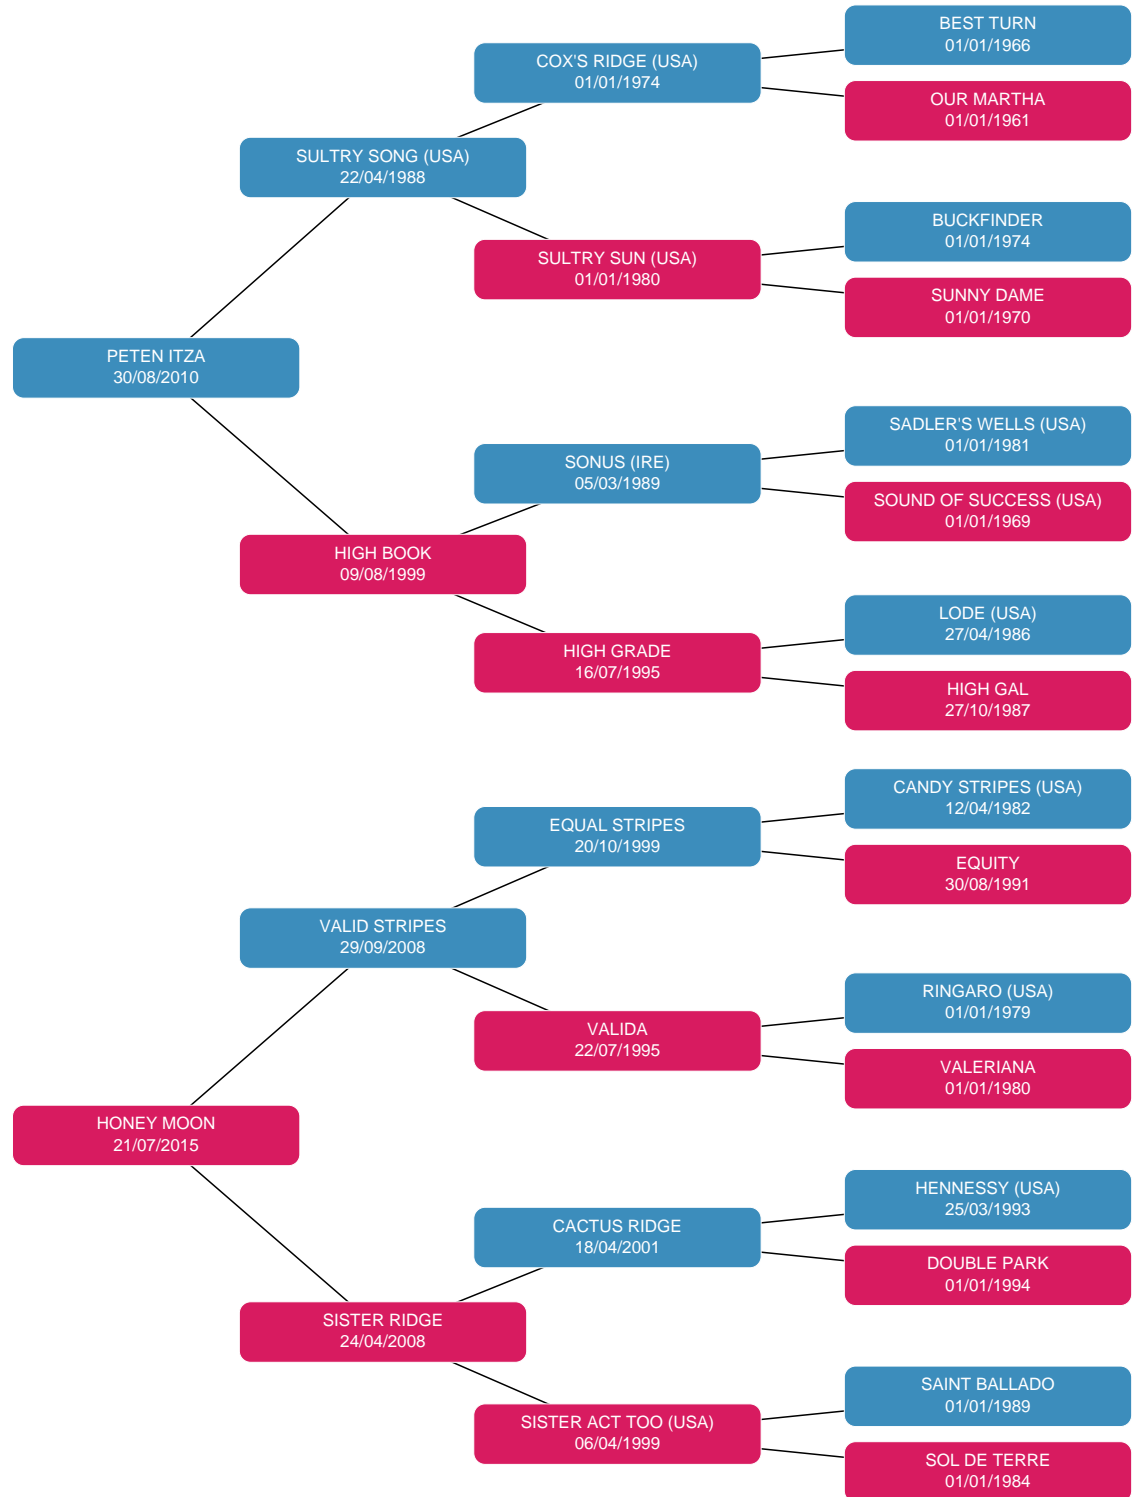 BEST TURN
01/01/1966
COX'S RIDGE (USA)
01/01/1974
OUR MARTHA
01/01/1961
SULTRY SONG (USA)
22/04/1988
BUCKFINDER
01/01/1974
SULTRY SUN (USA)
01/01/1980
SUNNY DAME
01/01/1970
PETEN ITZA
30/08/2010
SADLER'S WELLS (USA)
01/01/1981
SONUS (IRE)
05/03/1989
SOUND OF SUCCESS (USA)
01/01/1969
HIGH BOOK
09/08/1999
LODE (USA)
27/04/1986
HIGH GRADE
16/07/1995
HIGH GAL
27/10/1987
CANDY STRIPES (USA)
12/04/1982
EQUAL STRIPES
20/10/1999
EQUITY
30/08/1991
VALID STRIPES
29/09/2008
RINGARO (USA)
01/01/1979
VALIDA
22/07/1995
VALERIANA
01/01/1980
HONEY MOON
21/07/2015
HENNESSY (USA)
25/03/1993
CACTUS RIDGE
18/04/2001
DOUBLE PARK
01/01/1994
SISTER RIDGE
24/04/2008
SAINT BALLADO
01/01/1989
SISTER ACT TOO (USA)
06/04/1999
SOL DE TERRE
01/01/1984